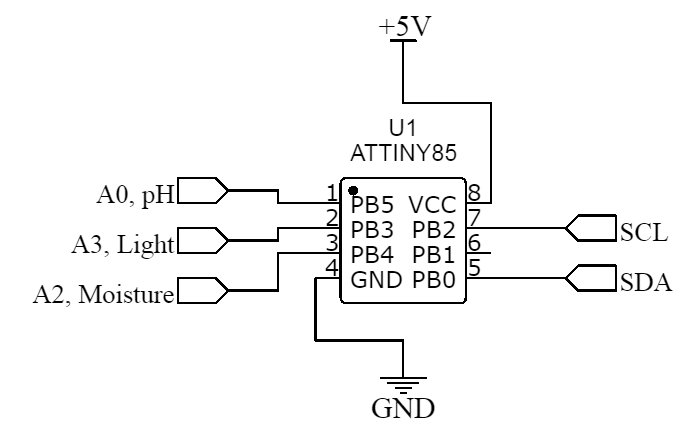 +5V
U1
ATTINY85
A0, pH
1
PB5
VCC
8
A3, Light
2
PB3
PB2
7
SCL
3
PB4
PB1
6
A2, Moisture
4
GND
PB0
5
SDA
GND